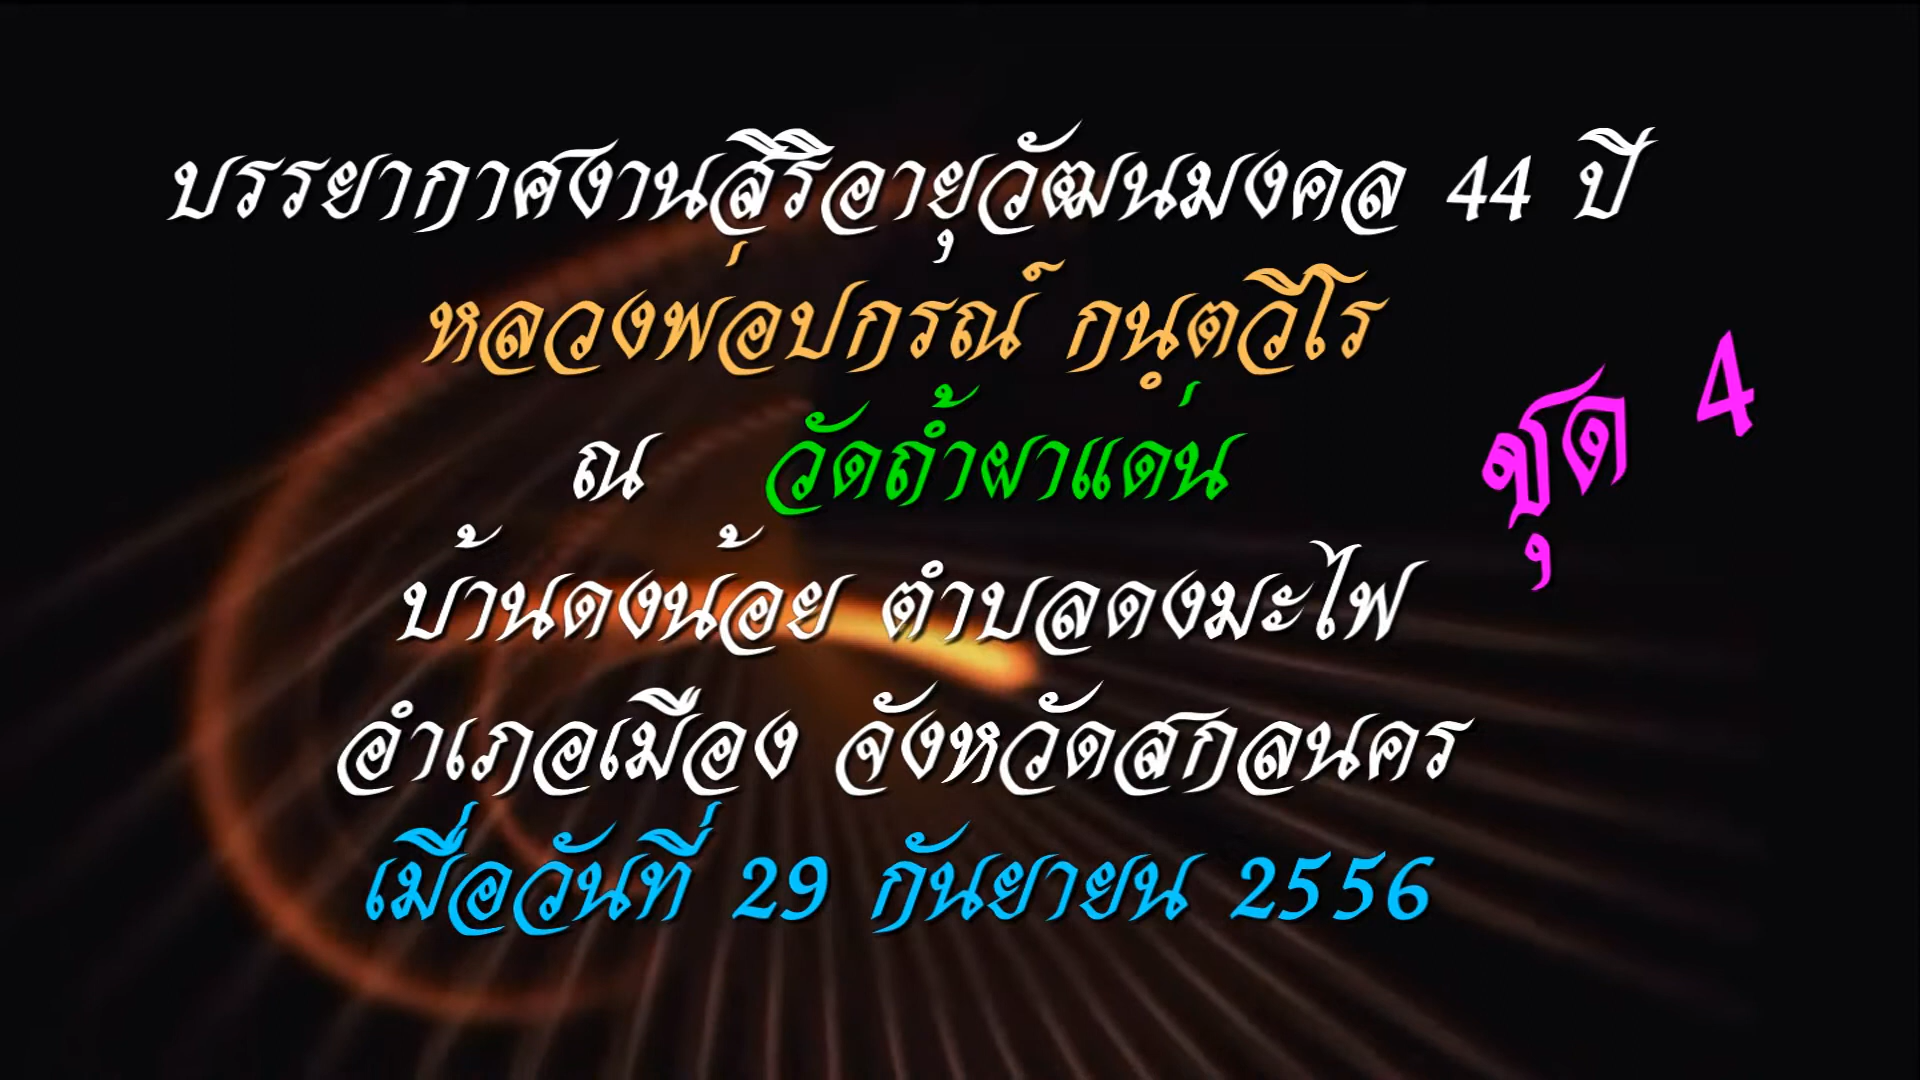 บรรยากาศงานสิริอายุวัฒนมงคล 44 ปี
หลวงพ่อปกรณ์ กนฺตวีโร
ณ วัดถ้ำผาแด่น
ชุด 4
บ้านดงน้อย ตำบลดงมะไฟ
อำเภอเมือง จังหวัดสกลนคร
เมื่อวันที่ 29 กันยายน 2556